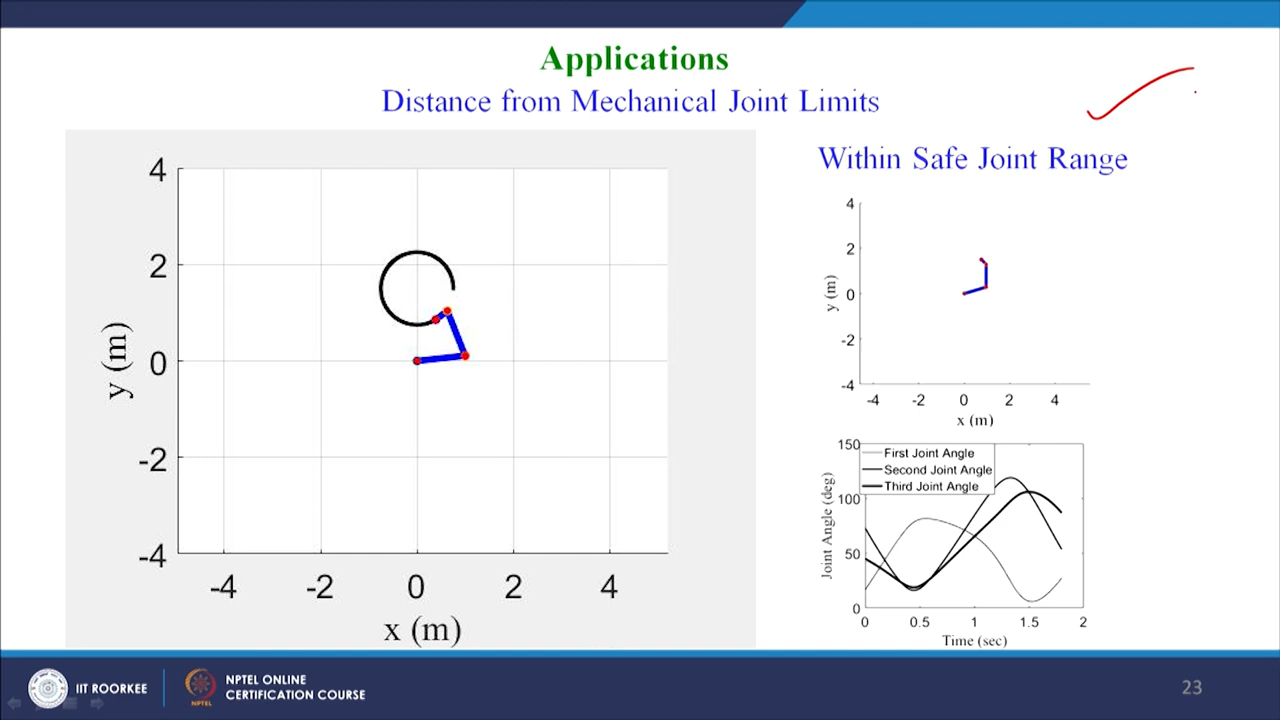 Applications
Distance from Mechanical Joint Limits
4
2
0
-2
-4
y (m)
-4 -2 0 2 4
x (m)
Within Safe Joint Range
4
2
0
-2
-4
y (m)
-4 -2 0 2 4
x (m)
150
100
50
0
Joint Angle (deg)
First Joint Angle
Second Joint Angle
Third Joint Angle
0 0.5 1 1.5 2
Time (sec)
IIT ROORKEE
NPTEL
NPTEL ONLINE
CERTIFICATION COURSE
23